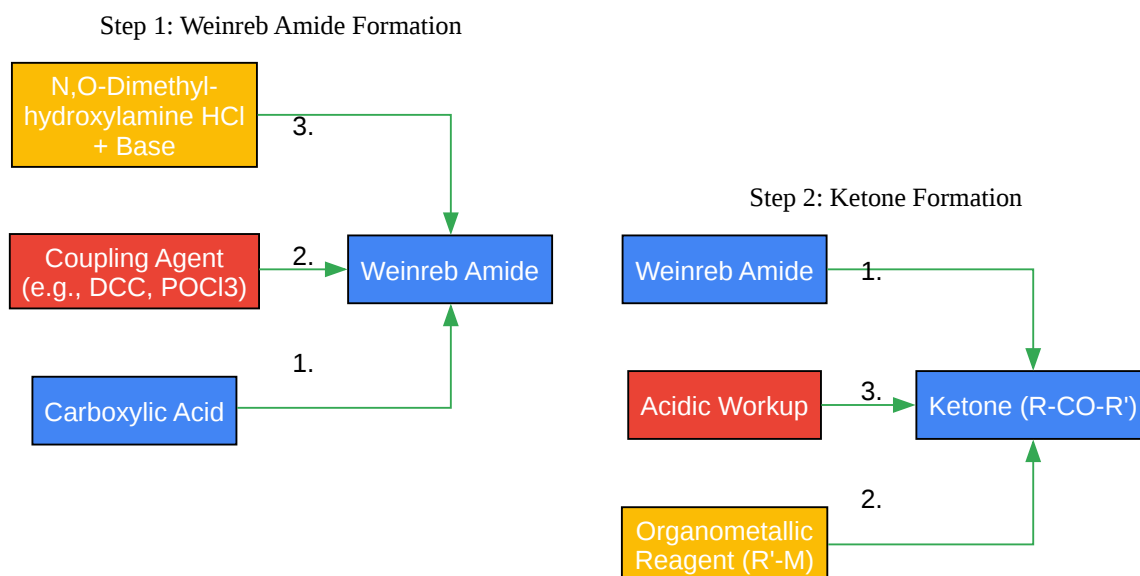 Step 1: Weinreb Amide Formation
N,O-Dimethyl-
hydroxylamine HCl
+ Base
3.
Coupling Agent
(e.g., DCC, POCl3)
2.
Weinreb Amide
1.
Carboxylic Acid
Step 2: Ketone Formation
Weinreb Amide
1.
Acidic Workup
3.
Ketone (R-CO-R')
2.
Organometallic
Reagent (R'-M)